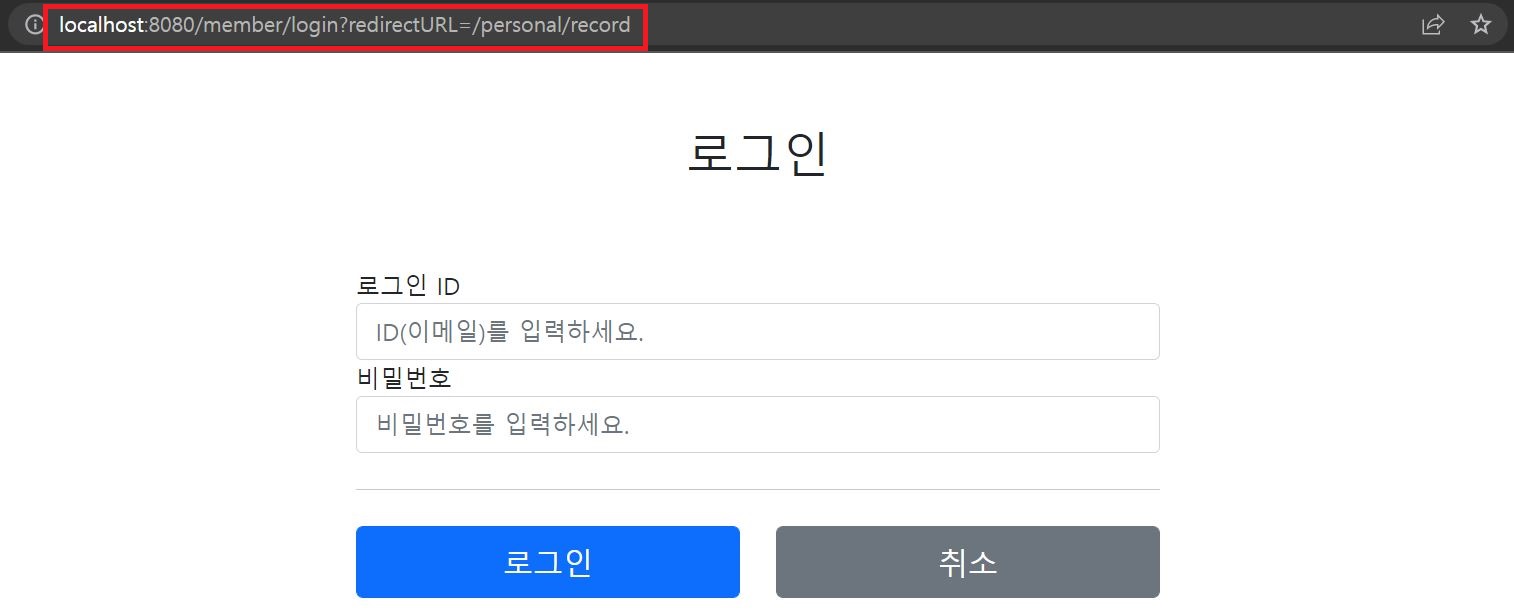 localhost:8080/member/login?redirectURL=/personal/record
로그인
로그인 ID
ID(이메일)를 입력하세요.
비밀번호
비밀번호를 입력하세요.
로그인
취소